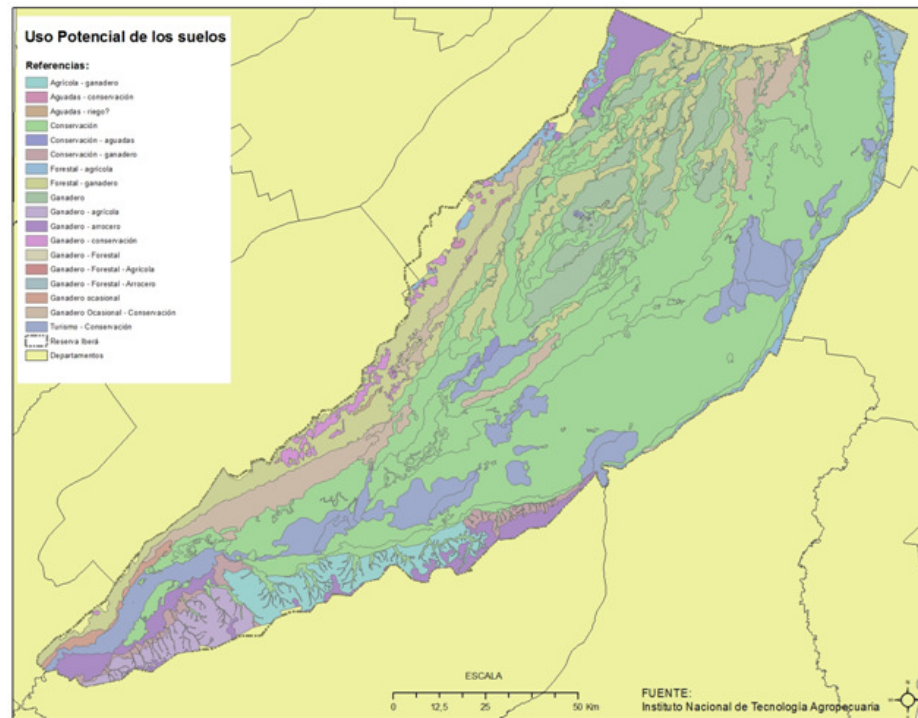 Uso Potencial de los suelos
Referencias:
Agrícola - ganadero
Aguadas - conservación
Aguadas - riego?
Conservación
Conservación - aguadas
Conservación - ganadero
Forestal - agrícola
Forestal - ganadero
Ganadero
Ganadero - agrícola
Ganadero - arrocero
Ganadero - conservación
Ganadero - Forestal
Ganadero - Forestal - Agrícola
Ganadero - Forestal - Arrocero
Ganadero ocasional
Ganadero Ocasional - Conservación
Turismo - Conservación
Reserva Iberá
Departamentos
ESCALA
0 12,5 25 50 Km
FUENTE:
Instituto Nacional de Tecnología Agropecuaria